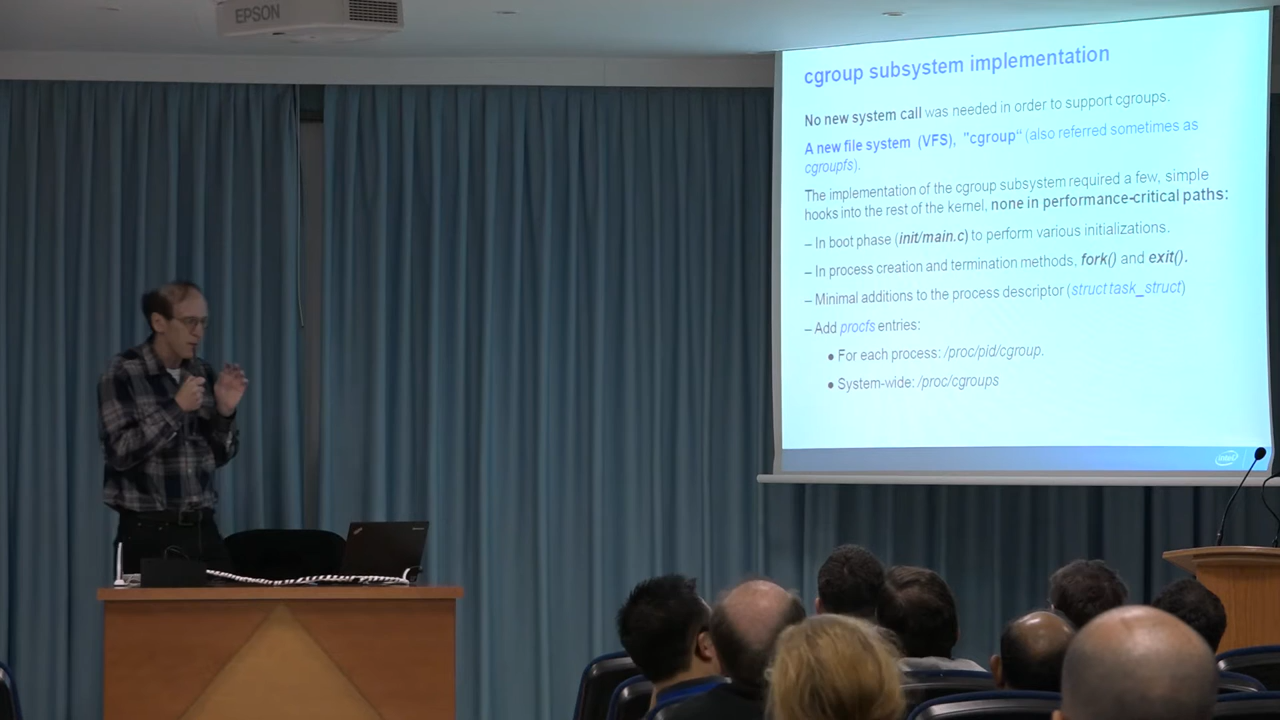 EPSON
cgroup subsystem implementation
No new system call was needed in order to support cgroups.
A new file system (VFS), "cgroup“ (also referred sometimes as
cgroupfs).
The implementation of the cgroup subsystem required a few, simple
hooks into the rest of the kernel, none in performance-critical paths:
– In boot phase (init/main.c) to perform various initializations.
– In process creation and termination methods, fork() and exit().
– Minimal additions to the process descriptor (struct task_struct)
– Add procfs entries:
● For each process: /proc/pid/cgroup.
● System-wide: /proc/cgroups
intel